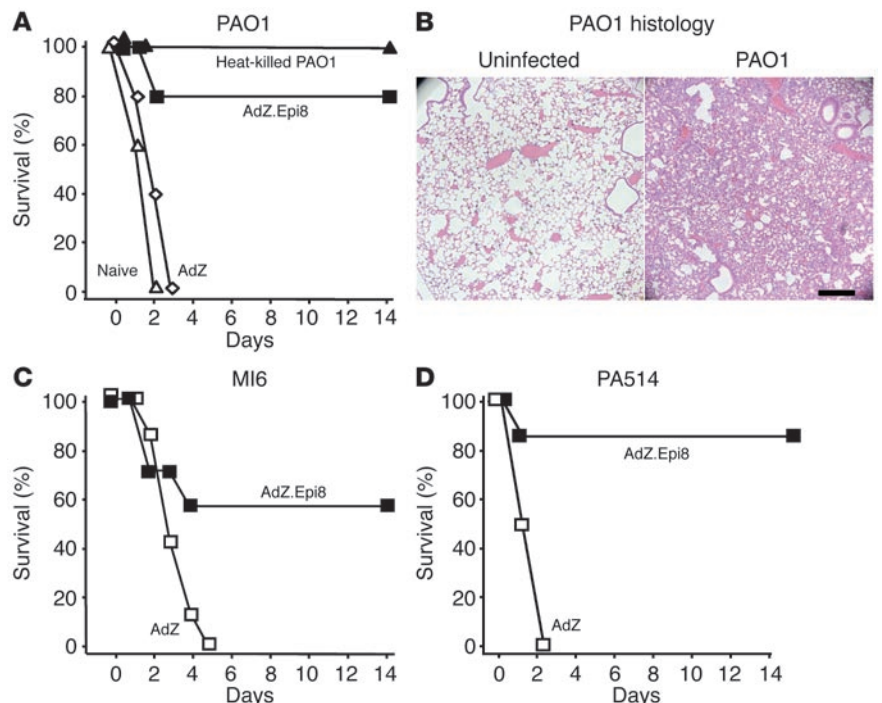 A
PAO1
Survival (%)
100
80
60
40
20
0
Heat-killed PAO1
AdZ.Epi8
Naive
AdZ
0 2 4 6 8 10 12 14
Days
B
PAO1 histology
Uninfected
PAO1
C
MI6
Survival (%)
100
80
60
40
20
0
AdZ.Epi8
AdZ
0 2 4 6 8 10 12 14
Days
D
PA514
Survival (%)
100
80
60
40
20
0
AdZ.Epi8
AdZ
0 2 4 6 8 10 12 14
Days